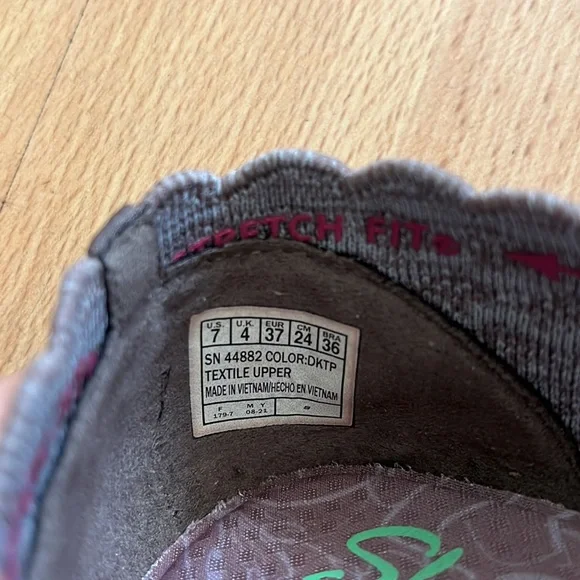 STRETCH FIT
U.S. U.K. EUR CM BRA
7 4 37 24 36
SN 44882 COLOR:DKTP
TEXTILE UPPER
MADE IN VIETNAM/HECHO EN VIETNAM
F M Y
179-7 08-21